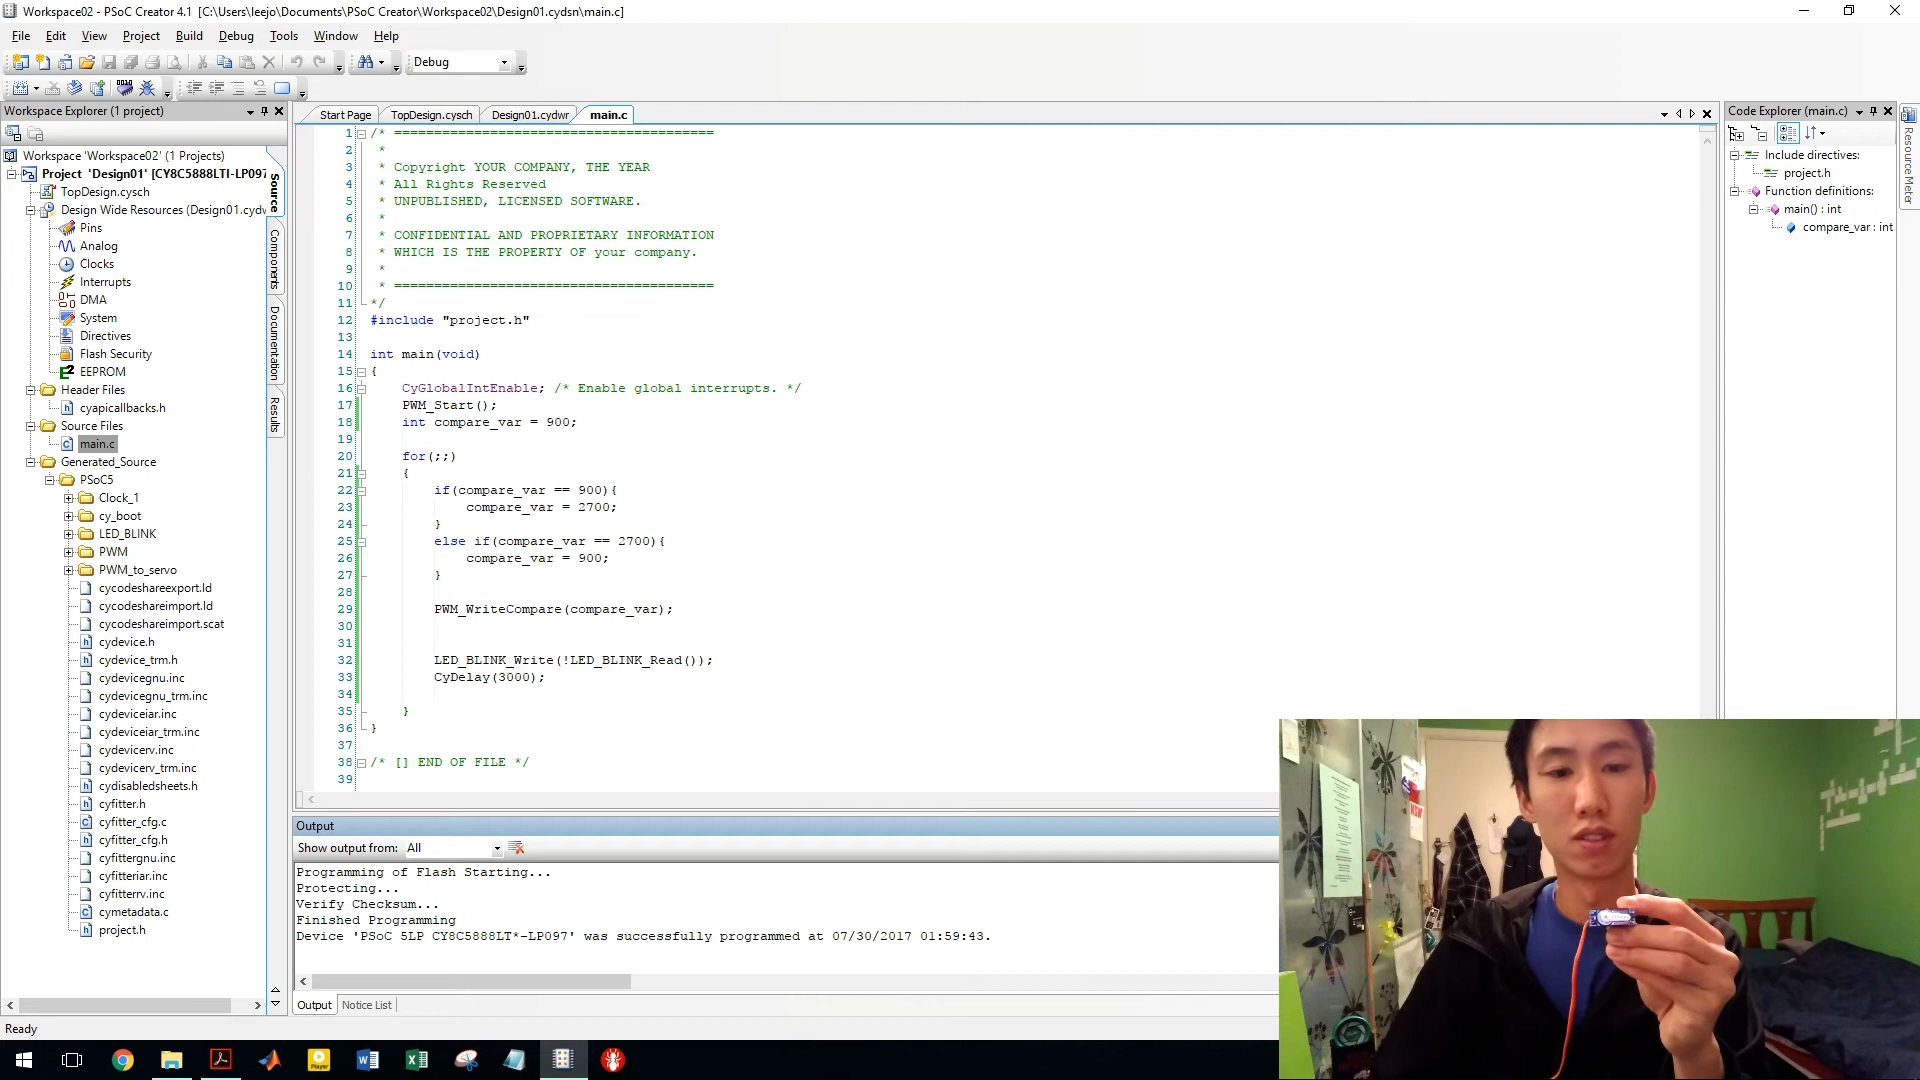 Workspace02 - PSoC Creator 4.1 [C:\Users\leejo\Documents\PSoC Creator\Workspace02\Design01.cydsn\main.c]
File Edit View Project Build Debug Tools Window Help
Debug
Workspace Explorer (1 project)
Workspace 'Workspace02' (1 Projects)
Project 'Design01' [CY8C5888LTI-LP097
TopDesign.cysch
Design Wide Resources (Design01.cydw
Pins
Analog
Clocks
Interrupts
DMA
System
Directives
Flash Security
EEPROM
Header Files
cyapicallbacks.h
Source Files
main.c
Generated_Source
PSoC5
Clock_1
cy_boot
LED_BLINK
PWM
PWM_to_servo
cycodeshareexport.ld
cycodeshareimport.ld
cycodeshareimport.scat
cydevice.h
cydevice_trm.h
cydevicegnu.inc
cydevicegnu_trm.inc
cydeviceiar.inc
cydeviceiar_trm.inc
cydevicerv.inc
cydevicerv_trm.inc
cydisabledsheets.h
cyfitter.h
cyfitter_cfg.c
cyfitter_cfg.h
cyfittergnu.inc
cyfitteriar.inc
cyfitterrv.inc
cymetadata.c
project.h
Source
Components
Documentation
Results
Start Page TopDesign.cysch Design01.cydwr main.c
1 /* ========================================
2 *
3 * Copyright YOUR COMPANY, THE YEAR
4 * All Rights Reserved
5 * UNPUBLISHED, LICENSED SOFTWARE.
6 *
7 * CONFIDENTIAL AND PROPRIETARY INFORMATION
8 * WHICH IS THE PROPERTY OF your company.
9 *
10 * ========================================
11 */
12 #include "project.h"
13
14 int main(void)
15 {
16 CyGlobalIntEnable; /* Enable global interrupts. */
17 PWM_Start();
18 int compare_var = 900;
19
20 for(;;)
21 {
22 if(compare_var == 900){
23 compare_var = 2700;
24 }
25 else if(compare_var == 2700){
26 compare_var = 900;
27 }
28
29 PWM_WriteCompare(compare_var);
30
31
32 LED_BLINK_Write(!LED_BLINK_Read());
33 CyDelay(3000);
34
35 }
36 }
37
38 /* [] END OF FILE */
39
Code Explorer (main.c)
Include directives:
project.h
Function definitions:
main() : int
compare_var : int
Resource Meter
Output
Show output from: All
Programming of Flash Starting...
Protecting...
Verify Checksum...
Finished Programming
Device 'PSoC 5LP CY8C5888LT*-LP097' was successfully programmed at 07/30/2017 01:59:43.
Output Notice List
Ready